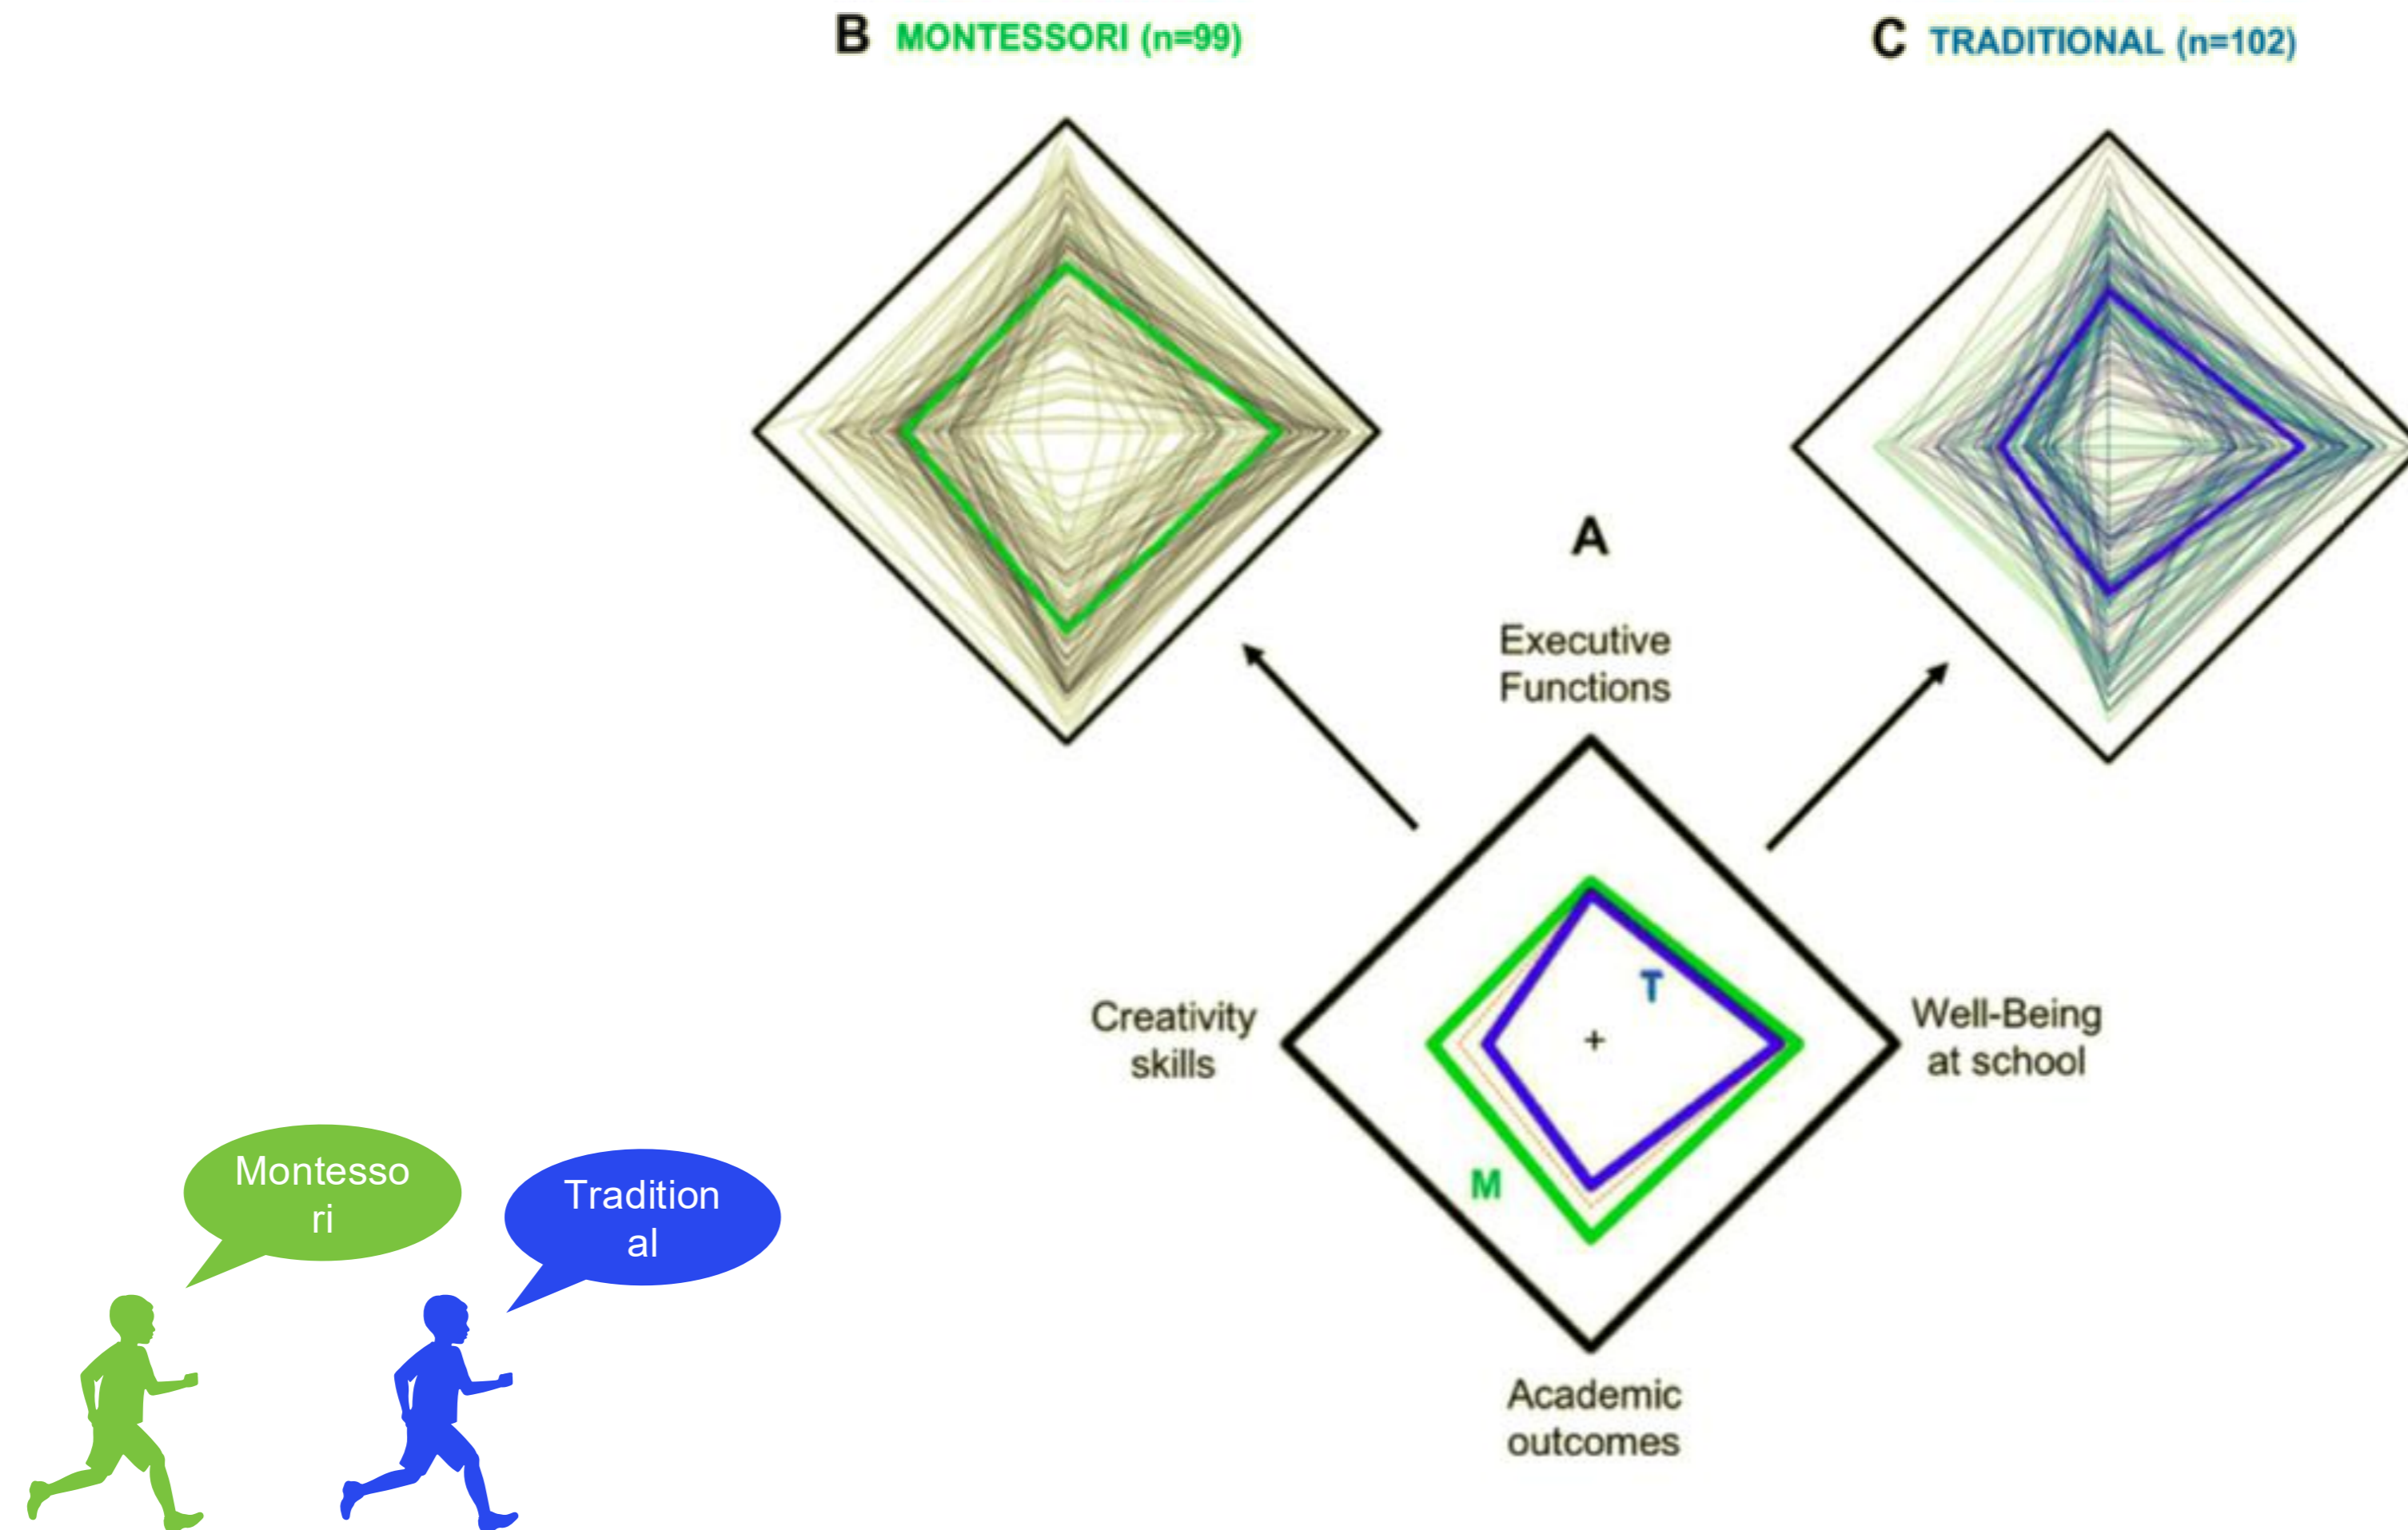 B MONTESSORI (n=99)
C TRADITIONAL (n=102)
A
Executive
Functions
T
+
Creativity
skills
Well-Being
at school
M
Academic
outcomes
Montesso
ri
Tradition
al